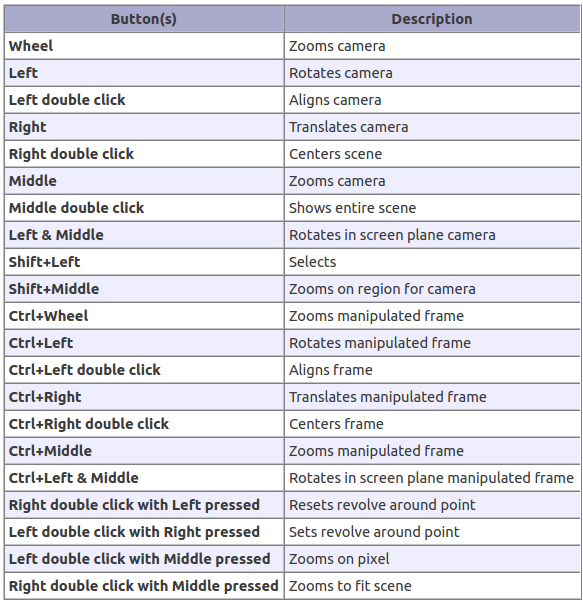 Button(s) Description
Wheel Zooms camera
Left Rotates camera
Left double click Aligns camera
Right Translates camera
Right double click Centers scene
Middle Zooms camera
Middle double click Shows entire scene
Left & Middle Rotates in screen plane camera
Shift+Left Selects
Shift+Middle Zooms on region for camera
Ctrl+Wheel Zooms manipulated frame
Ctrl+Left Rotates manipulated frame
Ctrl+Left double click Aligns frame
Ctrl+Right Translates manipulated frame
Ctrl+Right double click Centers frame
Ctrl+Middle Zooms manipulated frame
Ctrl+Left & Middle Rotates in screen plane manipulated frame
Right double click with Left pressed Resets revolve around point
Left double click with Right pressed Sets revolve around point
Left double click with Middle pressed Zooms on pixel
Right double click with Middle pressed Zooms to fit scene